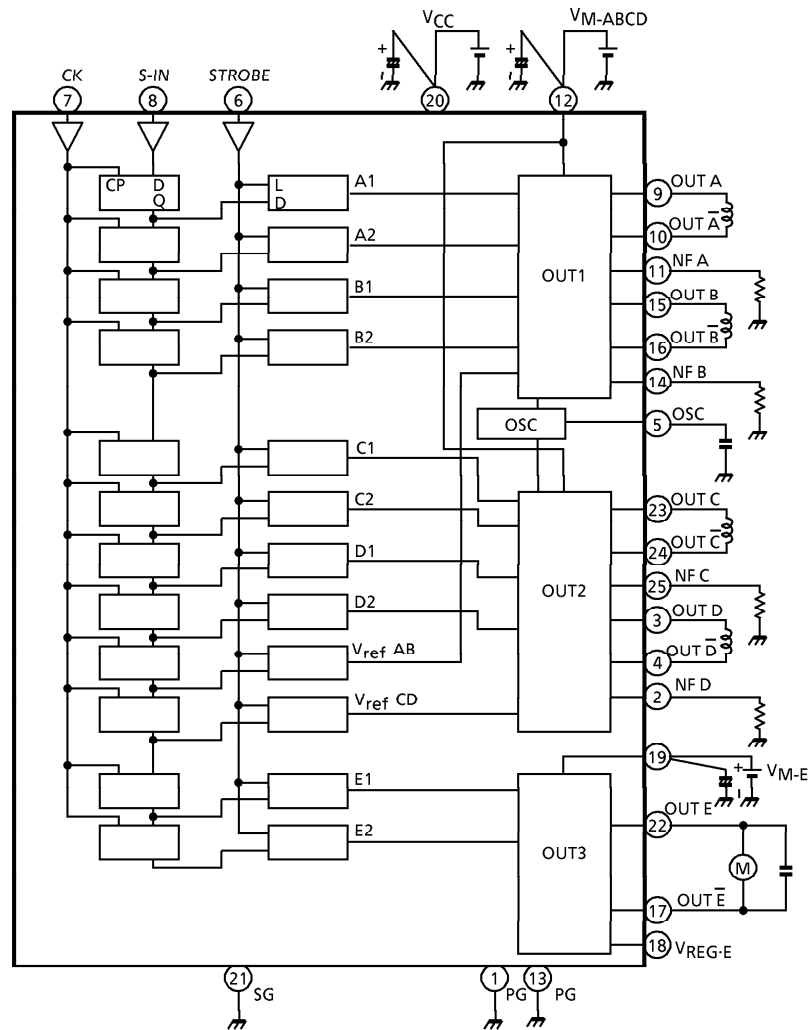 VCC VM-ABCD
+ +
CK S-IN STROBE
7 8 6 20 12
CP D L A1 9 OUT A
Q D
A2 10 OUT A̅
OUT1 11 NF A
B1 15 OUT B
B2 16 OUT B̅
14 NF B
OSC 5 OSC
C1
C2 23 OUT C
24 OUT C̅
D1 25 NF C
OUT2
D2 3 OUT D
Vref AB 4 OUT D̅
Vref CD 2 NF D
19
+ VM-E
E1
22 OUT E
E2
OUT3 M
17 OUT E̅
18 VREG·E
21 SG 1 PG 13 PG